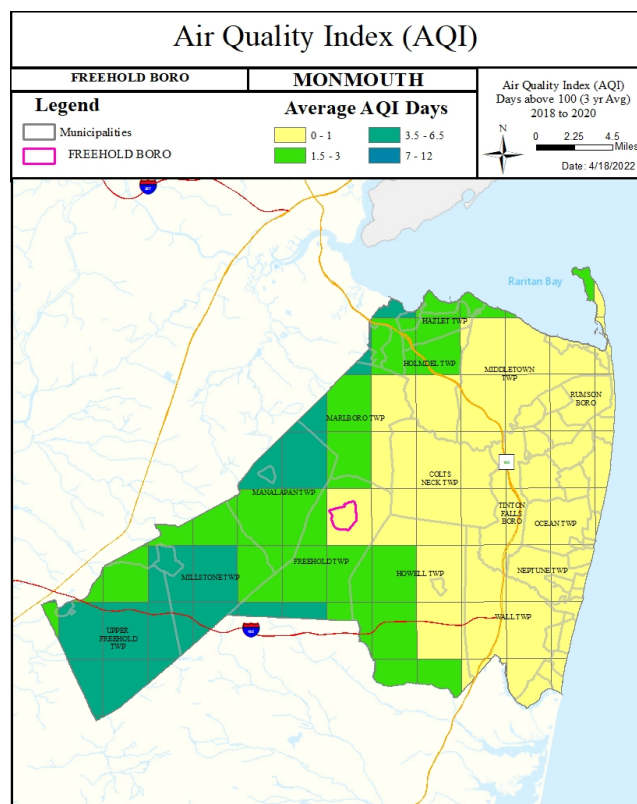 Air Quality Index (AQI)
FREEHOLD BORO
MONMOUTH
Legend
Municipalities
FREEHOLD BORO
Average AQI Days
0 - 1
1.5 - 3
3.5 - 6.5
7 - 12
Air Quality Index (AQI)
Days above 100 (3 yr Avg)
2018 to 2020
N
0 2.25 4.5
Miles
Date: 4/18/2022
Raritan Bay
HAZLET TWP
HOLMDEL TWP
MIDDLETOWN
TWP
RUMSON
BORO
MARLBORO TWP
COLTS
NECK TWP
MANALAPAN TWP
TINTON
FALLS
BORO
OCEAN TWP
FREEHOLD TWP
MILLSTONE TWP
HOWELL TWP
NEPTUNE TWP
WALL TWP
UPPER
FREEHOLD
TWP